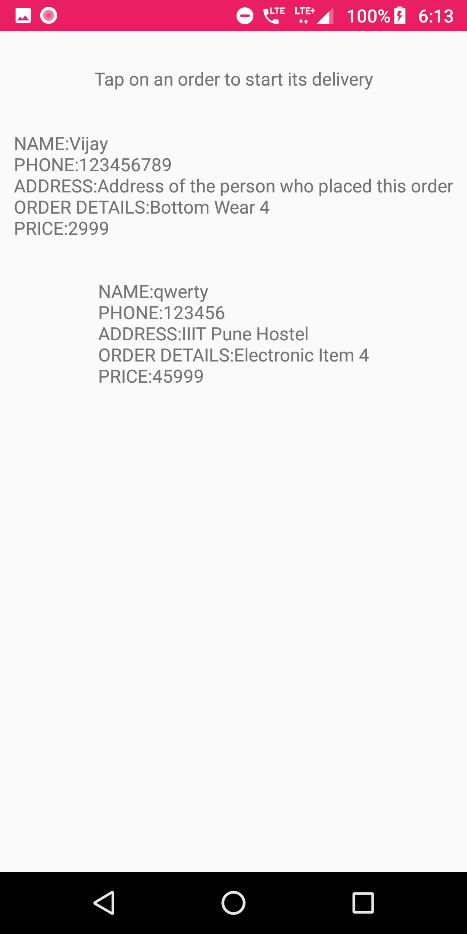 LTE LTE+ 100% 6:13
Tap on an order to start its delivery
NAME:Vijay
PHONE:123456789
ADDRESS:Address of the person who placed this order
ORDER DETAILS:Bottom Wear 4
PRICE:2999
NAME:qwerty
PHONE:123456
ADDRESS:IIIT Pune Hostel
ORDER DETAILS:Electronic Item 4
PRICE:45999